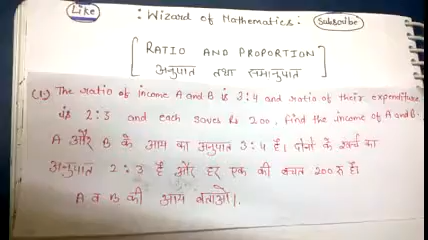 Like
: Wizard of Mathematics :
Subscribe
[ RATIO AND PROPORTION ]
अनुपात तथा समानुपात
(1.) The ratio of income A and B is 3:4 and ratio of their expenditure
is 2:3 and each saves Rs 200, find the income of A and B.
A और B के आय का अनुपात 3:4 है। दोनों के खर्च का
अनुपात 2:3 है और हर एक की बचत 200 रु है।
A व B की आय बताओ।